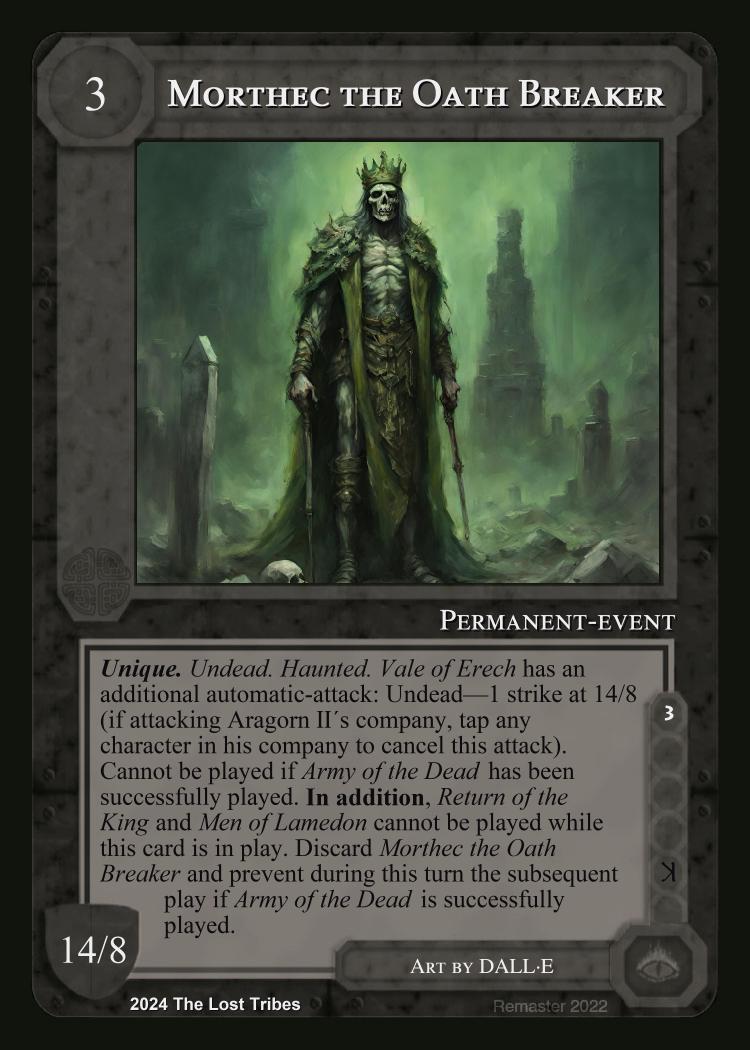 3
Morthec the Oath Breaker
Permanent-event
Unique. Undead. Haunted. Vale of Erech has an
additional automatic-attack: Undead—1 strike at 14/8
(if attacking Aragorn II´s company, tap any
character in his company to cancel this attack).
Cannot be played if Army of the Dead has been
successfully played. In addition, Return of the
King and Men of Lamedon cannot be played while
this card is in play. Discard Morthec the Oath
Breaker and prevent during this turn the subsequent
play if Army of the Dead is successfully
played.
3
14/8
Art by DALL·E
2024 The Lost Tribes
Remaster 2022